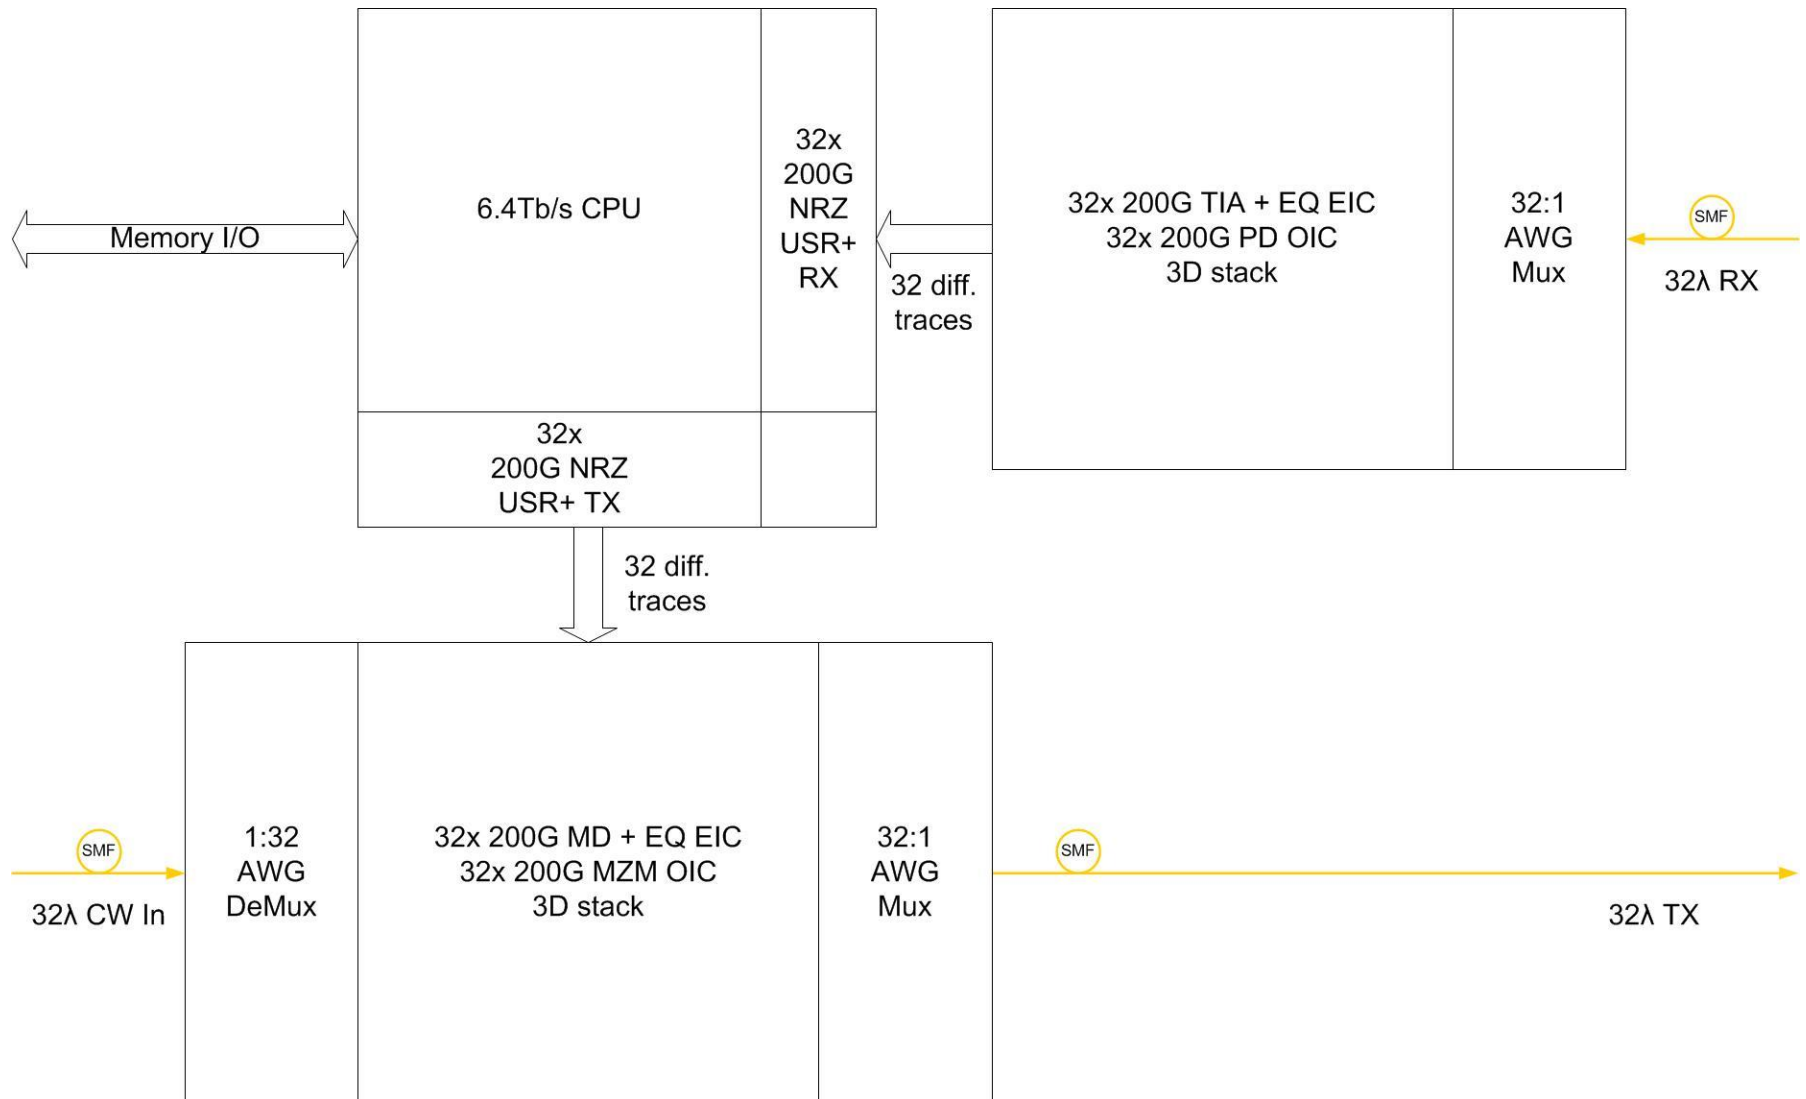 Memory I/O
6.4Tb/s CPU
32x
200G
NRZ
USR+
RX
32 diff.
traces
32x 200G TIA + EQ EIC
32x 200G PD OIC
3D stack
32:1
AWG
Mux
SMF
32λ RX
32x
200G NRZ
USR+ TX
32 diff.
traces
SMF
32λ CW In
1:32
AWG
DeMux
32x 200G MD + EQ EIC
32x 200G MZM OIC
3D stack
32:1
AWG
Mux
SMF
32λ TX